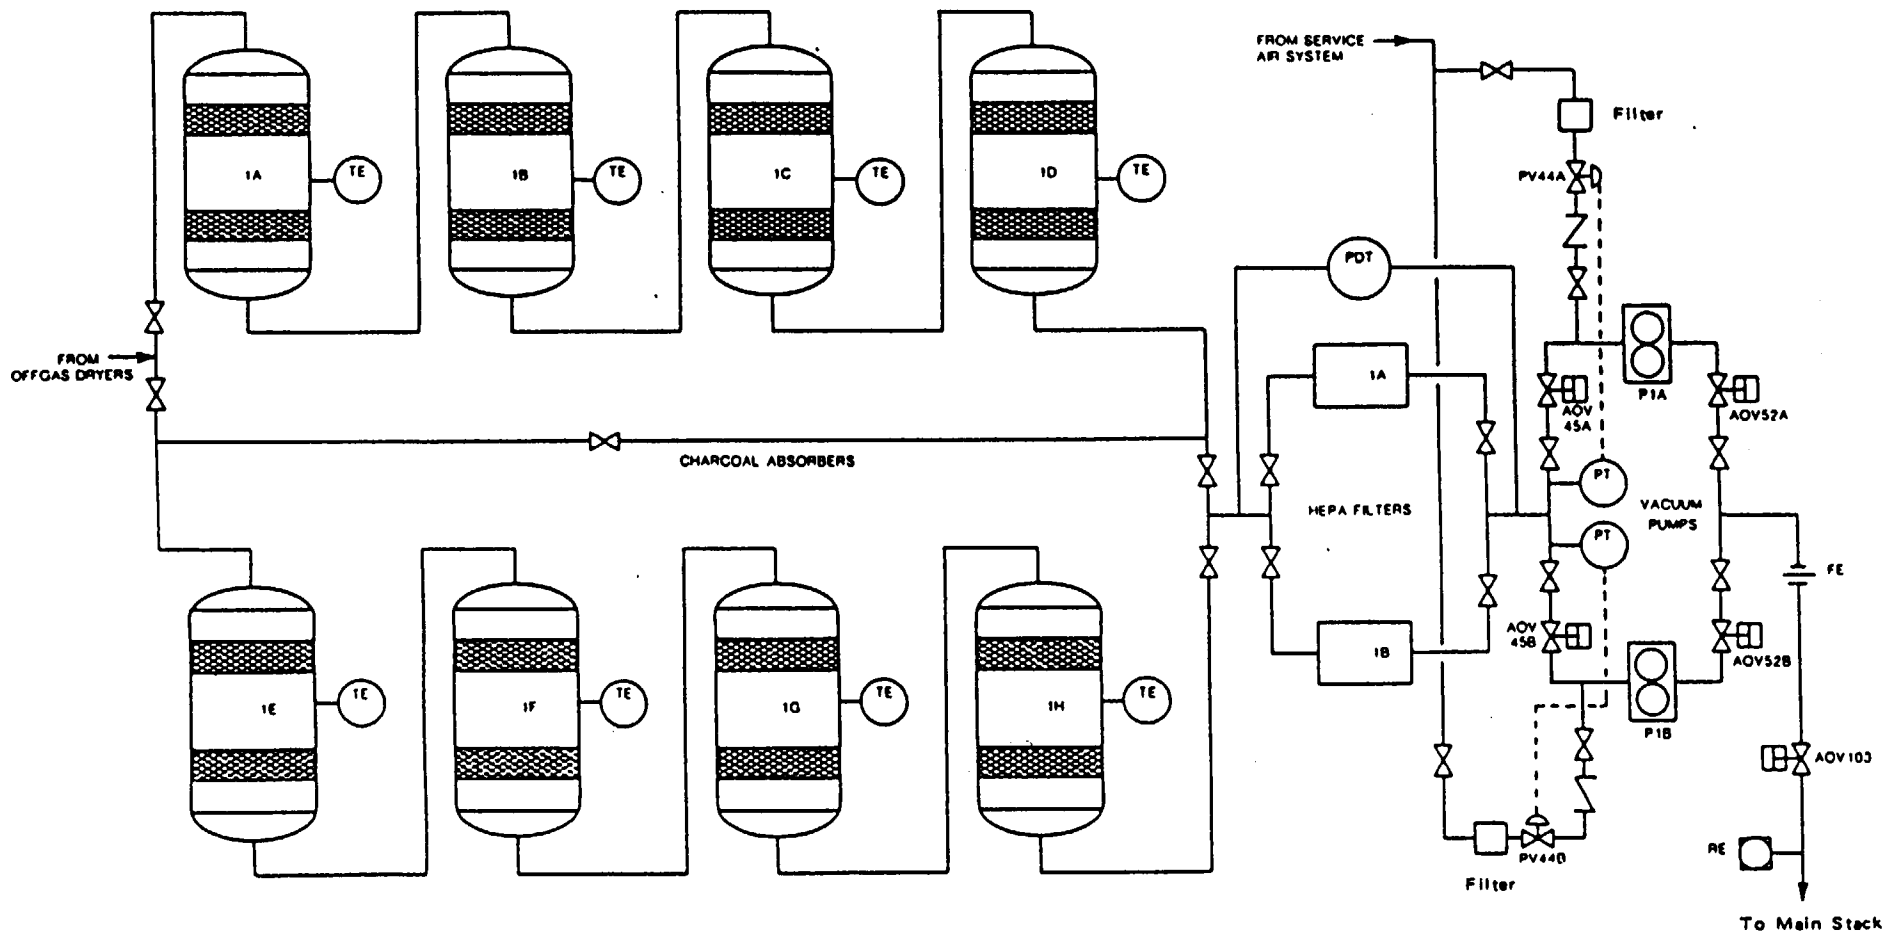 FROM SERVICE
AIR SYSTEM
Filter
1A
TE
1B
TE
1C
TE
1D
TE
PV44A
PDT
FROM
OFFGAS DRYERS
1A
P1A
AOV
45A
AOV52A
CHARCOAL ABSORBERS
PT
HEPA FILTERS
VACUUM
PUMPS
PT
FE
AOV
45B
1B
AOV52B
1E
TE
1F
TE
1G
TE
1H
TE
P1B
AOV103
RE
PV44B
Filter
To Main Stack